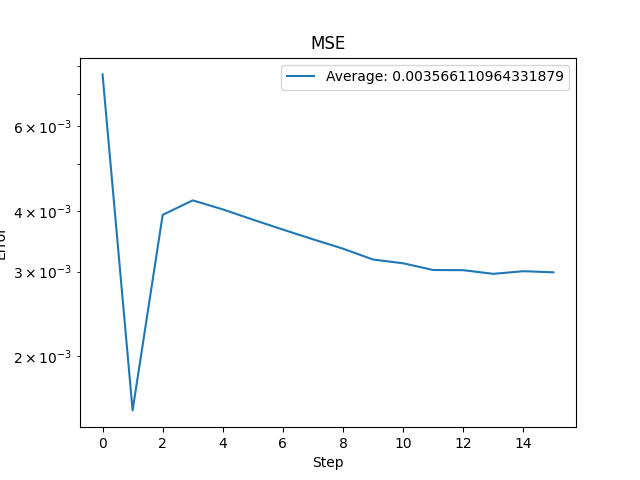 MSE
Average: 0.003566110964331879
6 × 10⁻³
4 × 10⁻³
3 × 10⁻³
2 × 10⁻³
Error
0 2 4 6 8 10 12 14
Step